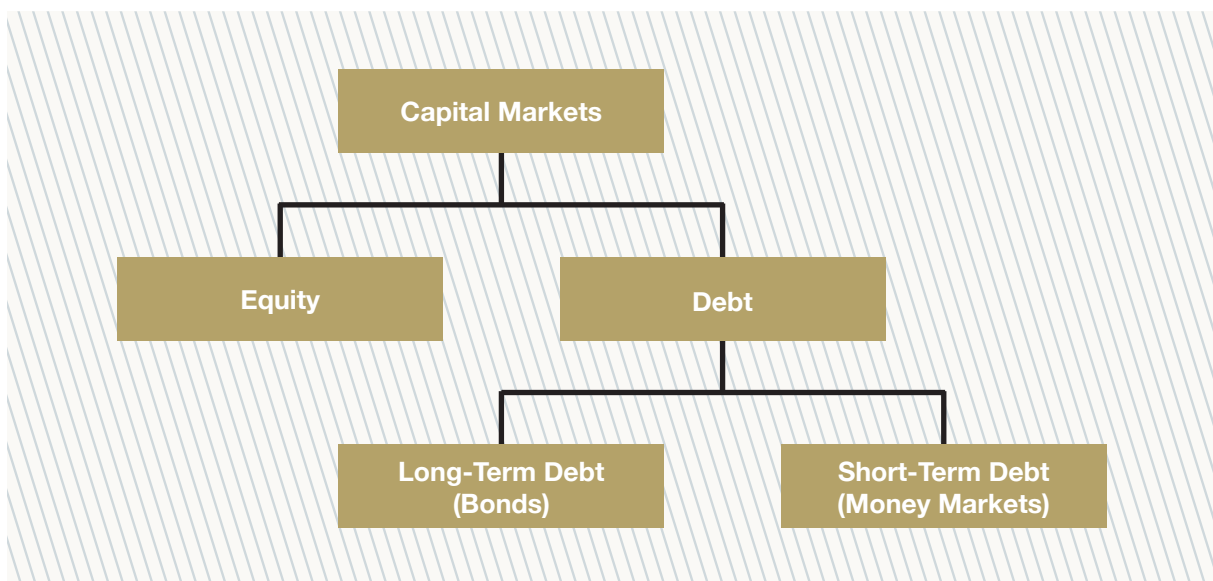 Capital Markets
Equity
Debt
Long-Term Debt
(Bonds)
Short-Term Debt
(Money Markets)